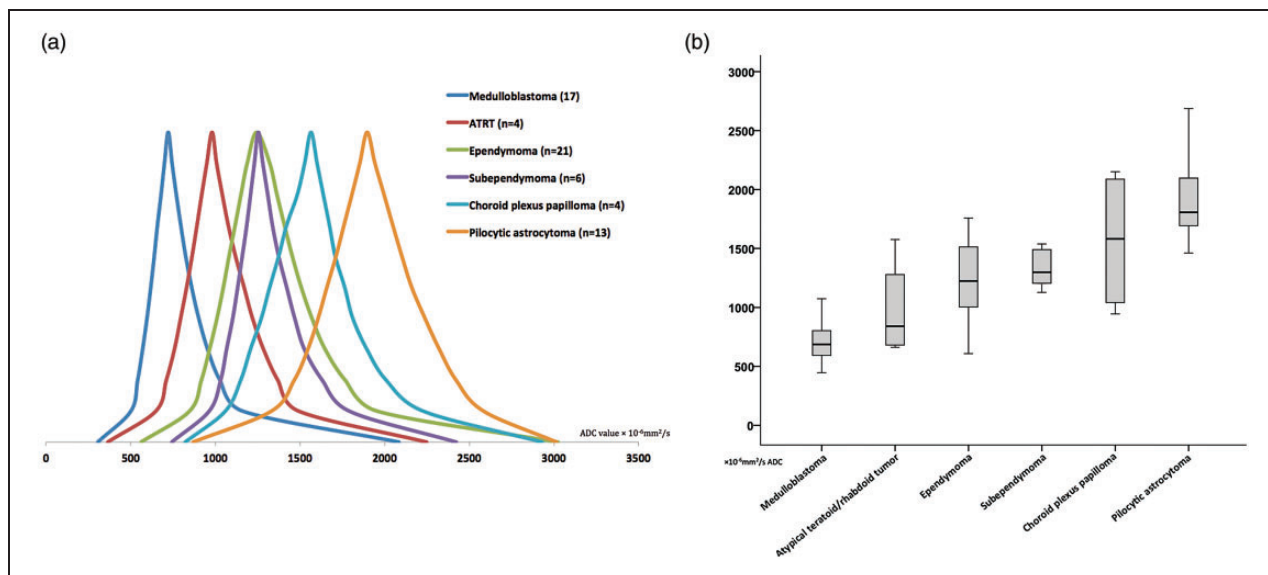 (a)
Medulloblastoma (17)
ATRT (n=4)
Ependymoma (n=21)
Subependymoma (n=6)
Choroid plexus papilloma (n=4)
Pilocytic astrocytoma (n=13)
ADC value × 10⁻⁶mm²/s
0 500 1000 1500 2000 2500 3000 3500
(b)
3000
2500
2000
1500
1000
500
0
×10⁻⁶mm²/s ADC
Medulloblastoma
Atypical teratoid/rhabdoid tumor
Ependymoma
Subependymoma
Choroid plexus papilloma
Pilocytic astrocytoma